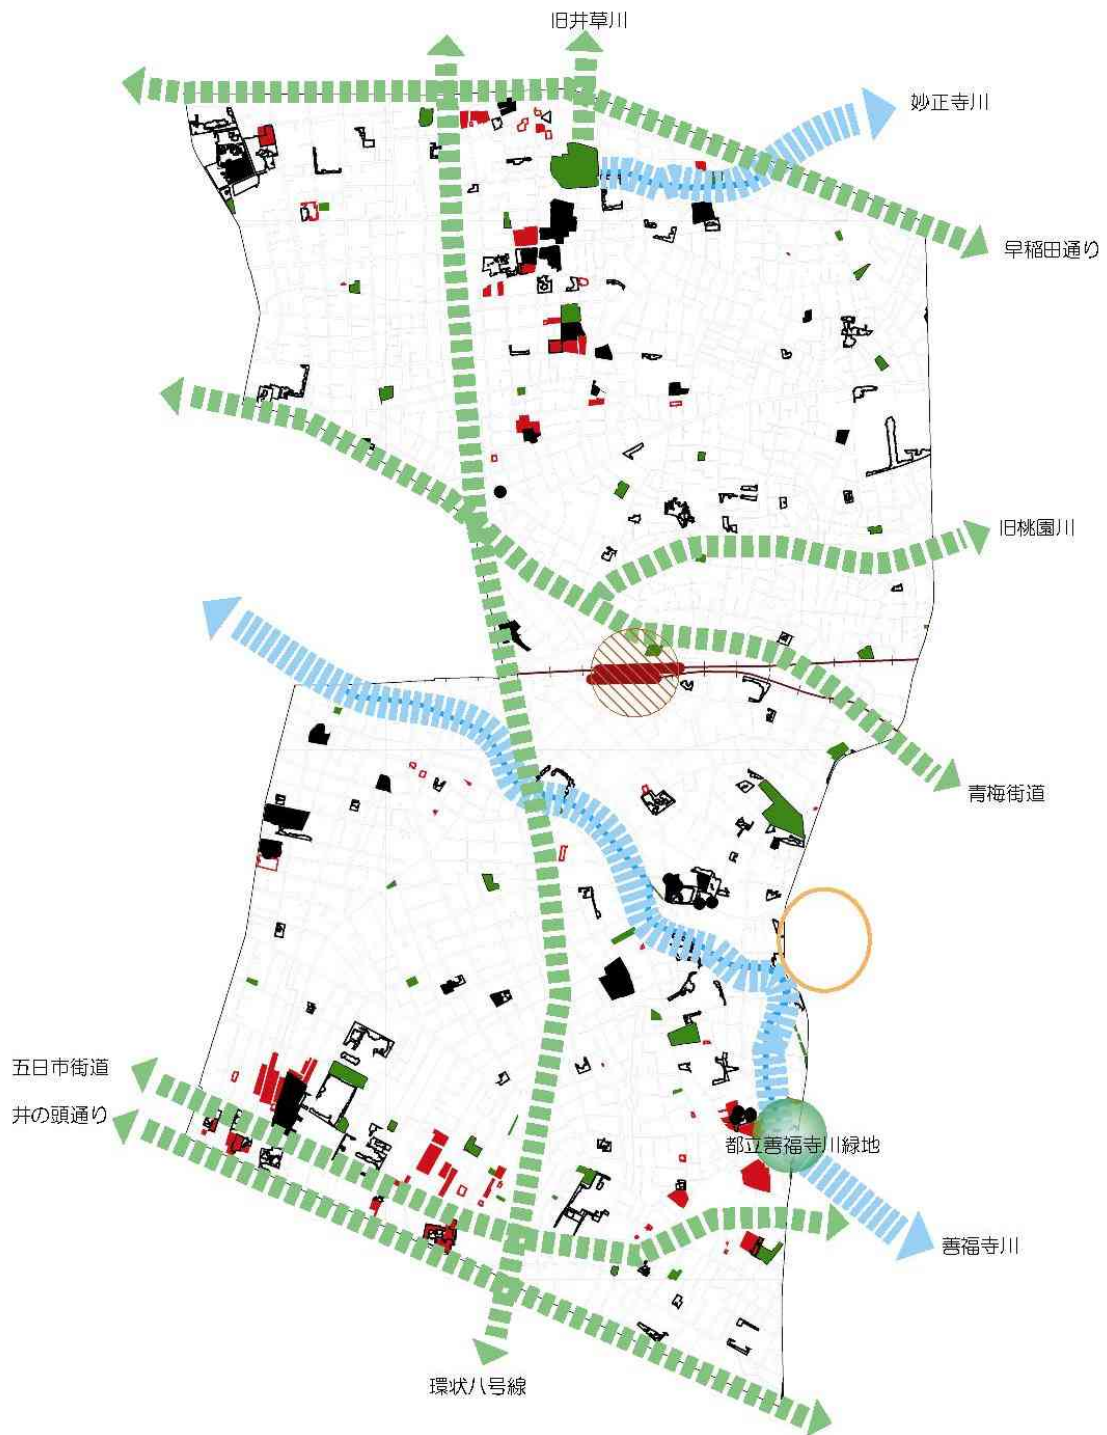 旧井草川
妙正寺川
早稲田通り
旧桃園川
青梅街道
五日市街道
井の頭通り
都立善福寺川緑地
善福寺川
環状八号線